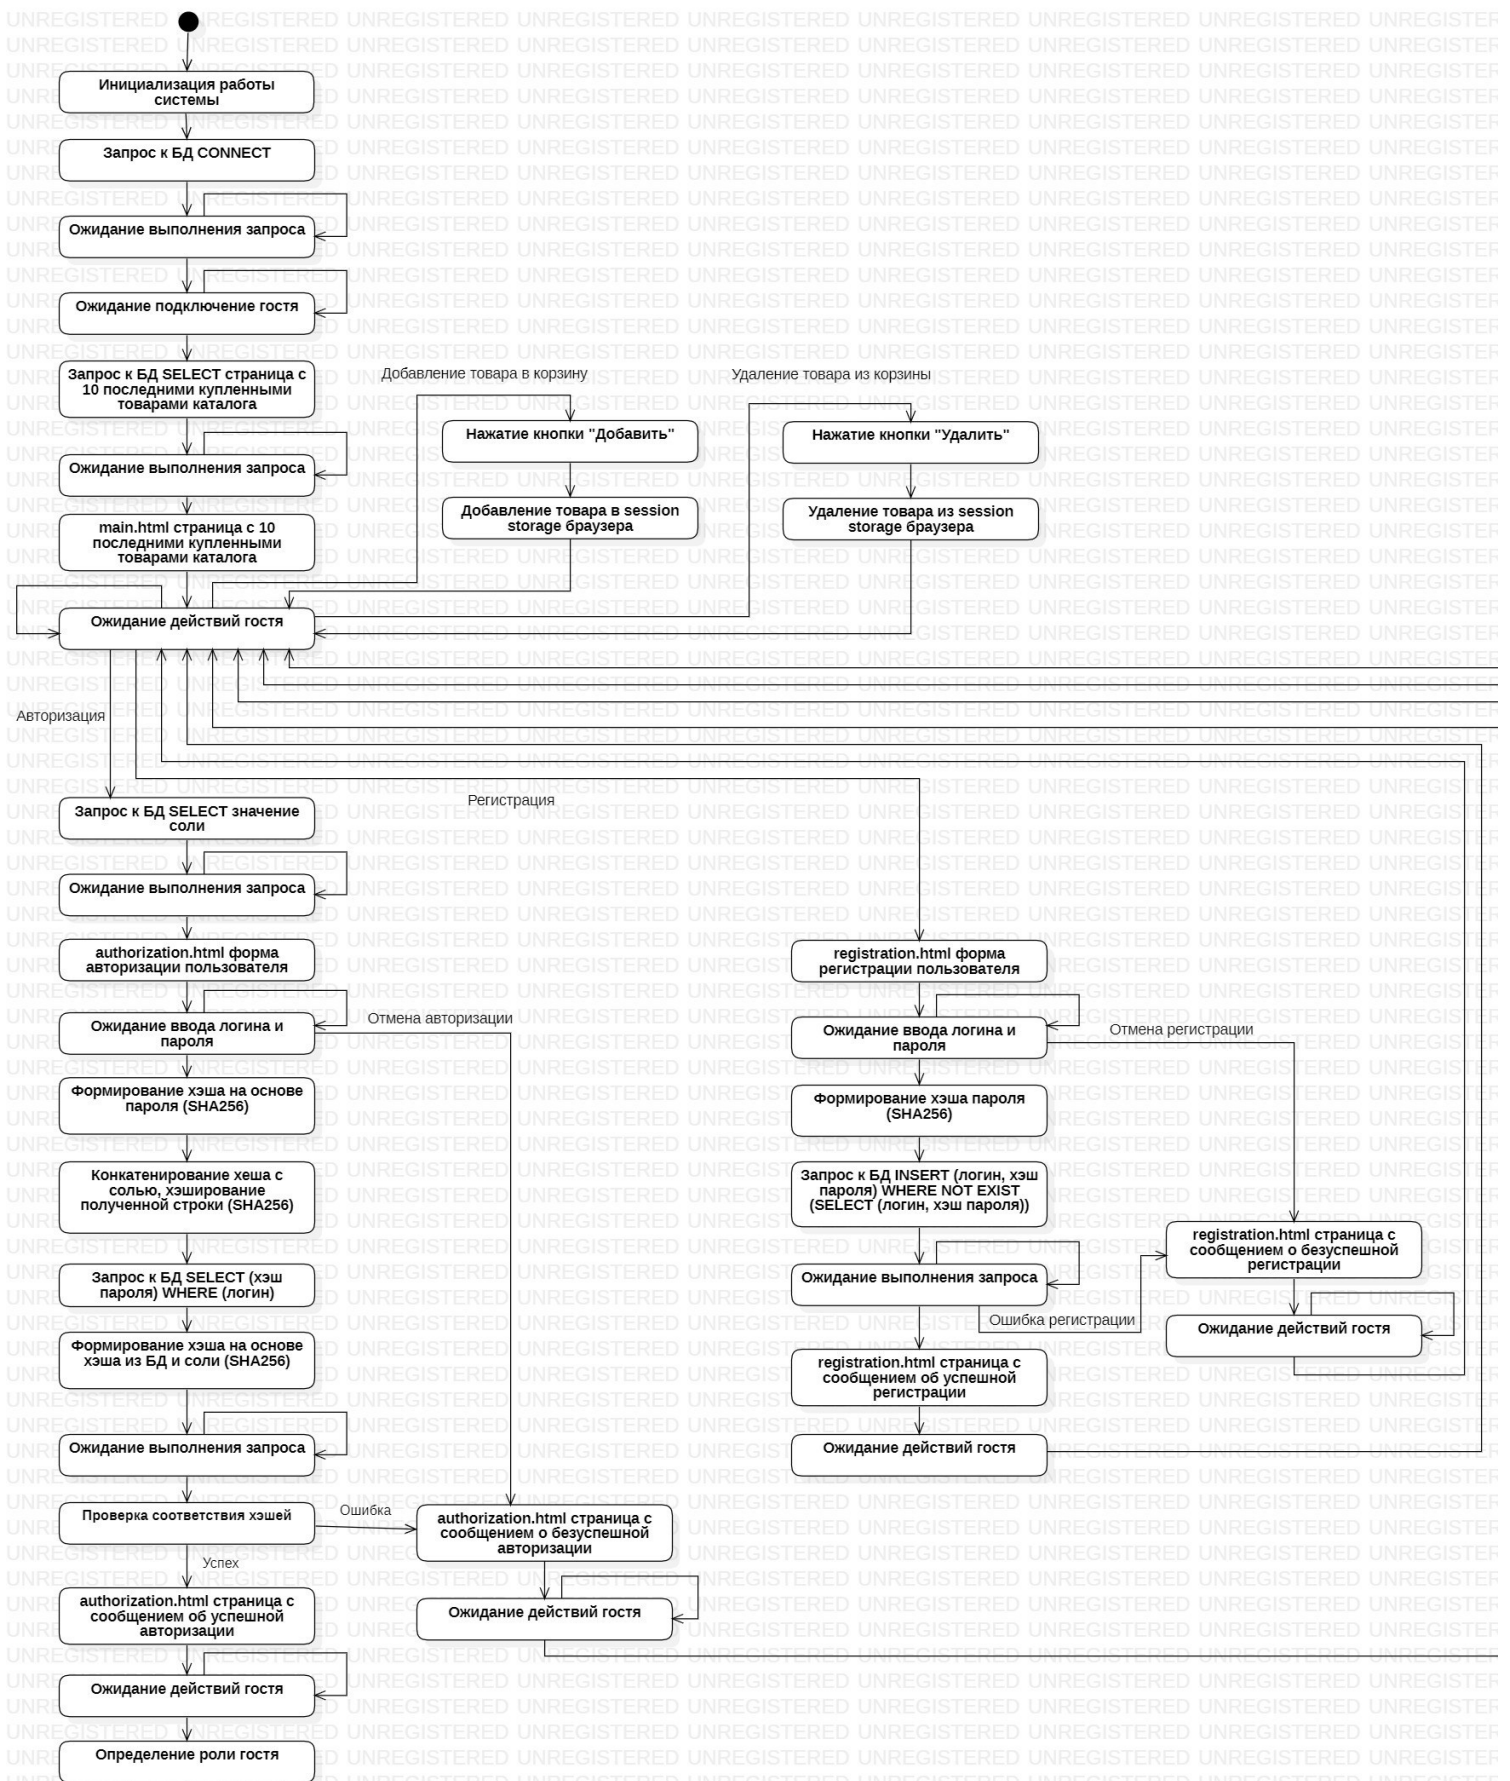 Инициализация работы
системы
Запрос к БД CONNECT
Ожидание выполнения запроса
Ожидание подключение гостя
Запрос к БД SELECT страница с
10 последними купленными
товарами каталога
Ожидание выполнения запроса
main.html страница с 10
последними купленными
товарами каталога
Добавление товара в корзину
Нажатие кнопки "Добавить"
Добавление товара в session
storage браузера
Удаление товара из корзины
Нажатие кнопки "Удалить"
Удаление товара из session
storage браузера
Ожидание действий гостя
Авторизация
Запрос к БД SELECT значение
соли
Ожидание выполнения запроса
authorization.html форма
авторизации пользователя
Ожидание ввода логина и
пароля
Отмена авторизации
Формирование хэша на основе
пароля (SHA256)
Конкатенирование хеша с
солью, хэширование
полученной строки (SHA256)
Запрос к БД SELECT (хэш
пароля) WHERE (логин)
Формирование хэша на основе
хэша из БД и соли (SHA256)
Ожидание выполнения запроса
Проверка соответствия хэшей
Ошибка
authorization.html страница с
сообщением о безуспешной
авторизации
Ожидание действий гостя
Успех
authorization.html страница с
сообщением об успешной
авторизации
Ожидание действий гостя
Определение роли гостя
Регистрация
registration.html форма
регистрации пользователя
Ожидание ввода логина и
пароля
Отмена регистрации
Формирование хэша пароля
(SHA256)
Запрос к БД INSERT (логин, хэш
пароля) WHERE NOT EXIST
(SELECT (логин, хэш пароля))
Ожидание выполнения запроса
Ошибка регистрации
registration.html страница с
сообщением о безуспешной
регистрации
Ожидание действий гостя
registration.html страница с
сообщением об успешной
регистрации
Ожидание действий гостя
UNREGISTERED